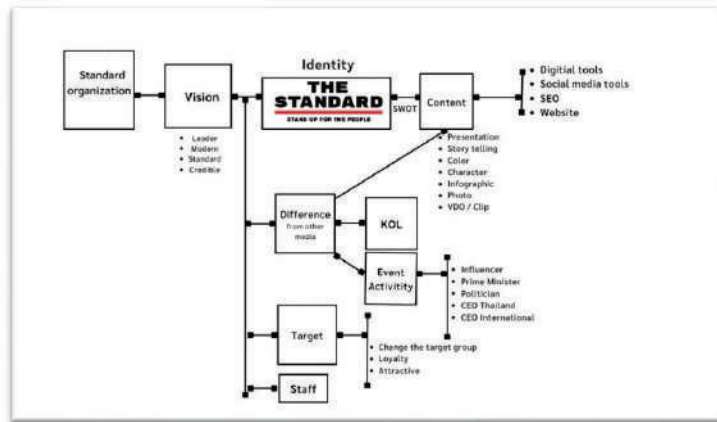 Identity
Standard
organization
Vision
THE
STANDARD
STAND UP FOR THE PEOPLE
SWOT
Content
• Digitial tools
• Social media tools
• SEO
• Website
• Leader
• Modern
• Standard
• Credible
• Presentation
• Story telling
• Color
• Character
• Infographic
• Photo
• VDO / Clip
Difference
from other
media
KOL
Event
Activitity
• Influencer
• Prime Minister
• Politician
• CEO Thailand
• CEO International
Target
• Change the target group
• Loyalty
• Attractive
Staff